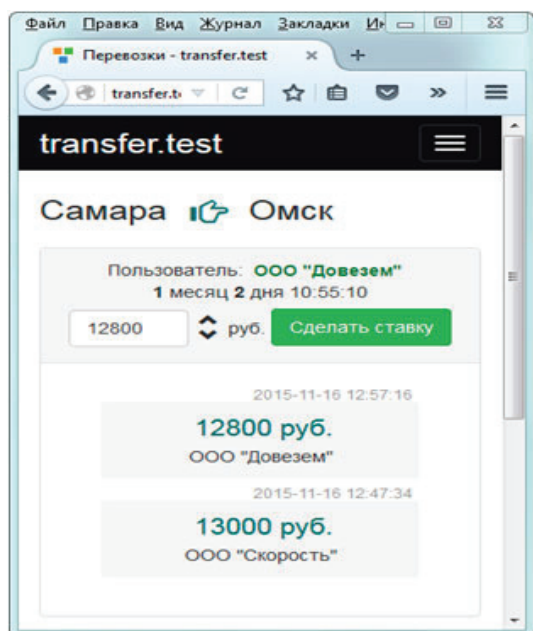 Файл Правка Вид Журнал Закладки Ин
Перевозки - transfer.test
transfer.t
transfer.test
Самара Омск
Пользователь: ООО "Довезем"
1 месяц 2 дня 10:55:10
12800 руб. Сделать ставку
2015-11-16 12:57:16
12800 руб.
ООО "Довезем"
2015-11-16 12:47:34
13000 руб.
ООО "Скорость"